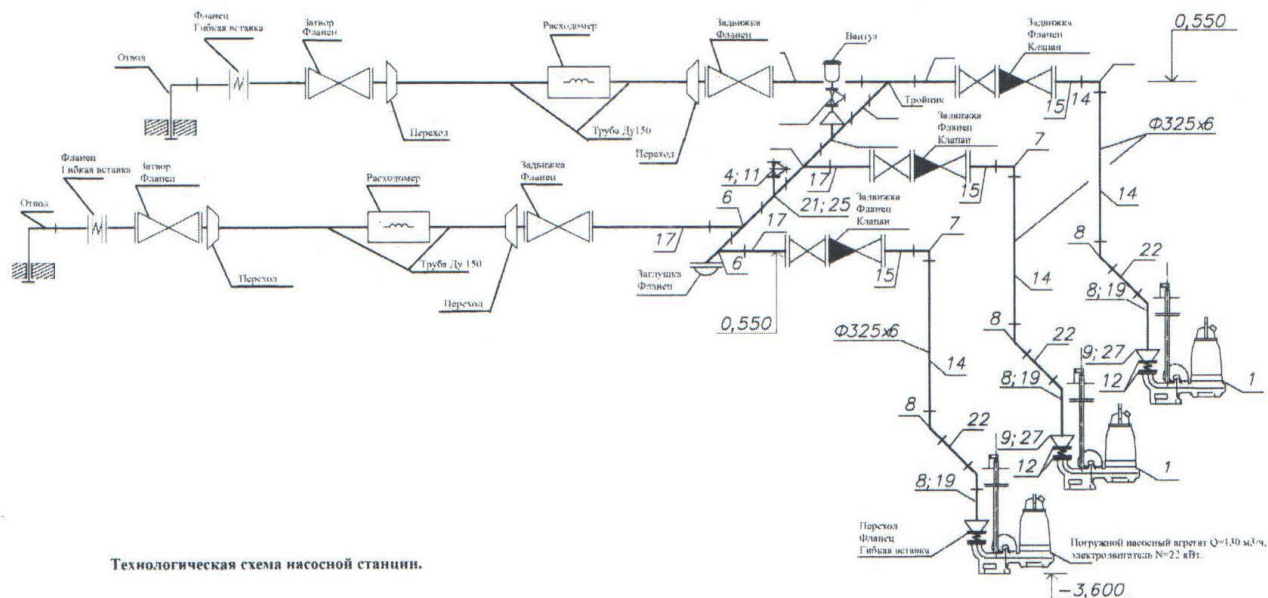 Фланец
Гибкая вставка
Затвор
Фланец
Расходомер
Задвижка
Фланец
Вантуз
Задвижка
Фланец
Клапан
0,550
Отвод
Переход
Труба Ду150
Переход
Тройник
15
14
Ф325х6
Фланец
Гибкая вставка
Затвор
Фланец
Расходомер
Задвижка
Фланец
4; 11
Задвижка
Фланец
Клапан
7
17
15
14
Отвод
6
21; 25
17
Задвижка
Фланец
Клапан
7
17
6
15
14
8
22
Переход
Труба Ду 150
Переход
Заглушка
Фланец
0,550
Ф325х6
8; 19
14
8
22
9; 27
12
1
8; 19
8
22
9; 27
12
1
8; 19
Переход
Фланец
Гибкая вставка
Погружной насосный агрегат Q=130 м3/ч,
электродвигатель N=22 кВт.
Технологическая схема насосной станции.
-3,600